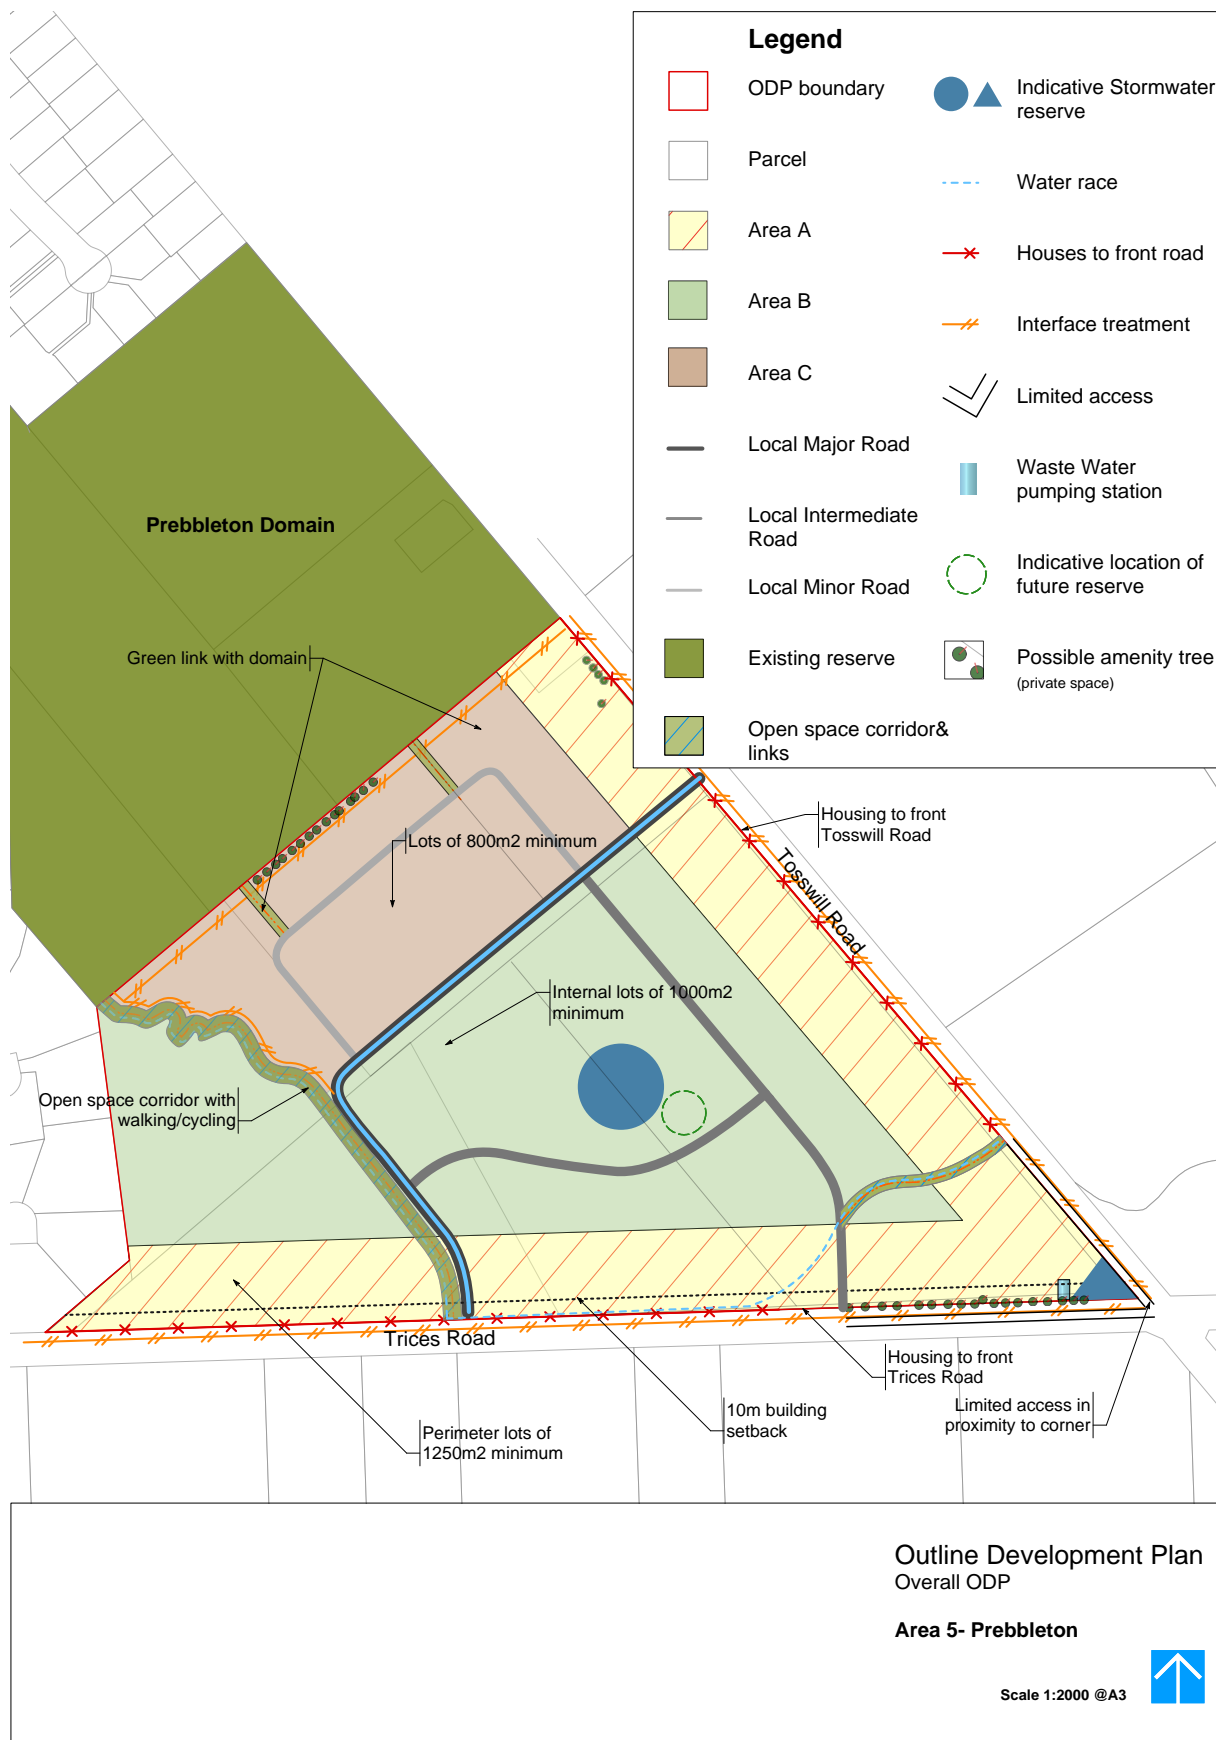 Legend
ODP boundary
Parcel
Area A
Area B
Area C
Local Major Road
Local Intermediate
Road
Local Minor Road
Existing reserve
Open space corridor&
links
Indicative Stormwater
reserve
Water race
Houses to front road
Interface treatment
Limited access
Waste Water
pumping station
Indicative location of
future reserve
Possible amenity tree
(private space)
Prebbleton Domain
Green link with domain
Lots of 800m2 minimum
Housing to front
Tosswill Road
Tosswill Road
Internal lots of 1000m2
minimum
Open space corridor with
walking/cycling
Trices Road
Housing to front
Trices Road
10m building
setback
Limited access in
proximity to corner
Perimeter lots of
1250m2 minimum
Outline Development Plan
Overall ODP
Area 5- Prebbleton
Scale 1:2000 @A3